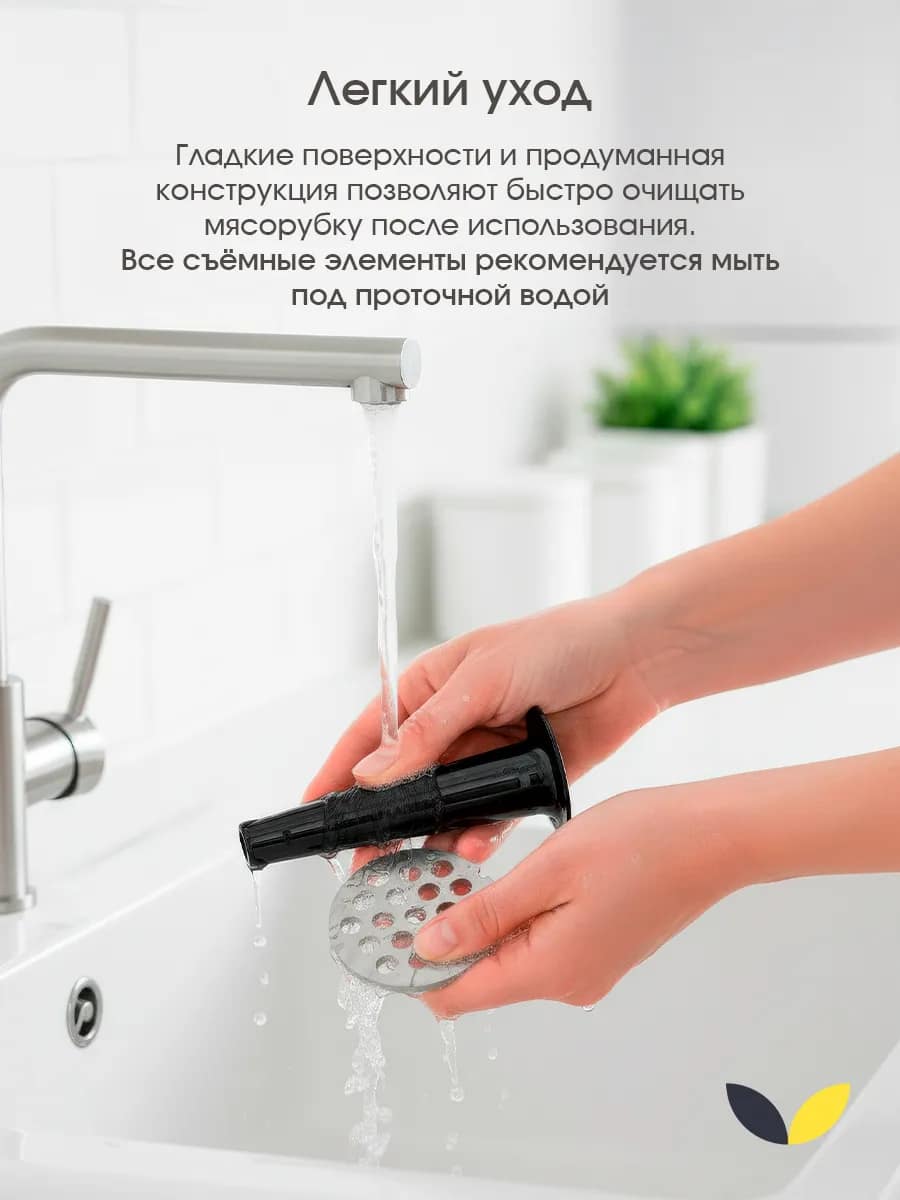 Легкий уход
Гладкие поверхности и продуманная
конструкция позволяют быстро очищать
мясорубку после использования.
Все съёмные элементы рекомендуется мыть
под проточной водой